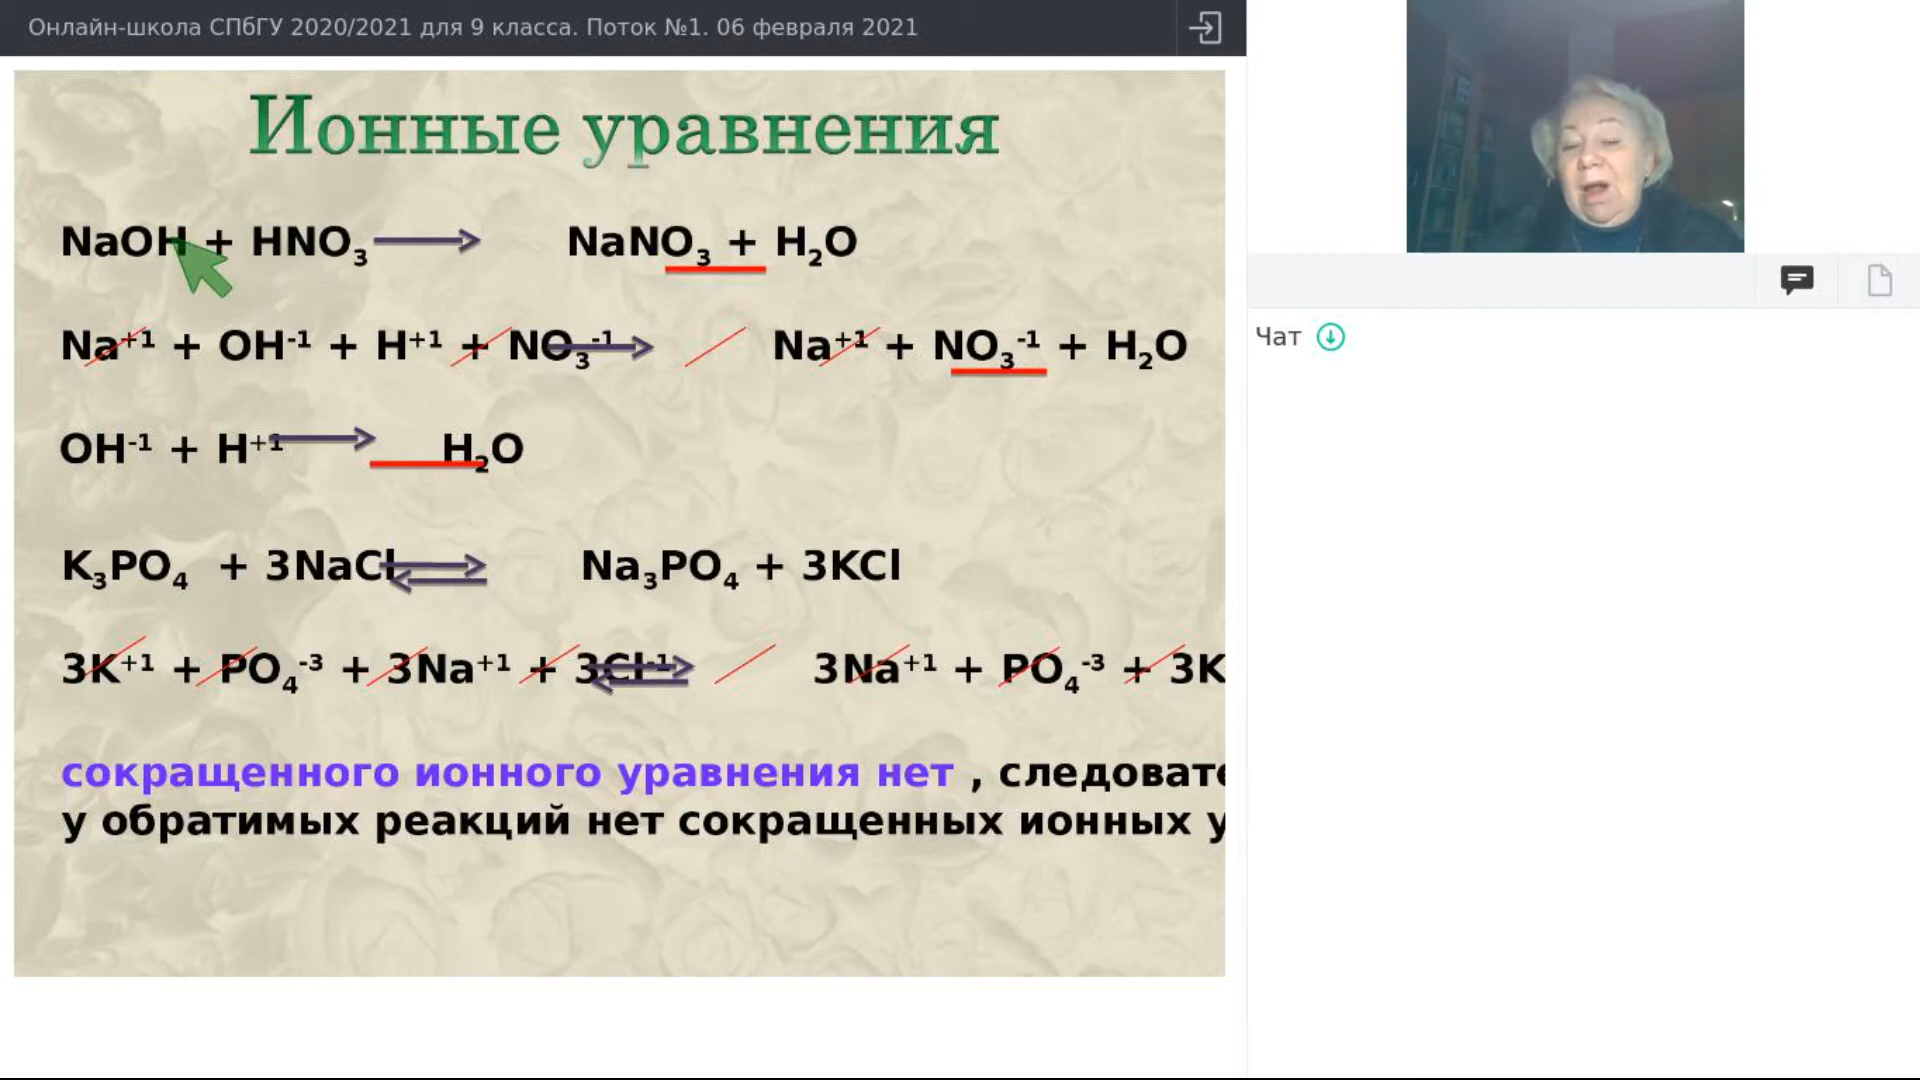 Онлайн-школа СПбГУ 2020/2021 для 9 класса. Поток №1. 06 февраля 2021
Ионные уравнения
NaOH + HNO₃ → NaNO₃ + H₂O
Na⁺¹ + OH⁻¹ + H⁺¹ + NO₃⁻¹ → Na⁺¹ + NO₃⁻¹ + H₂O
OH⁻¹ + H⁺¹ → H₂O
K₃PO₄ + 3NaCl ⇄ Na₃PO₄ + 3KCl
3K⁺¹ + PO₄⁻³ + 3Na⁺¹ + 3Cl⁻¹ ⇄ 3Na⁺¹ + PO₄⁻³ + 3K
сокращенного ионного уравнения нет , следовате
у обратимых реакций нет сокращенных ионных у
Чат